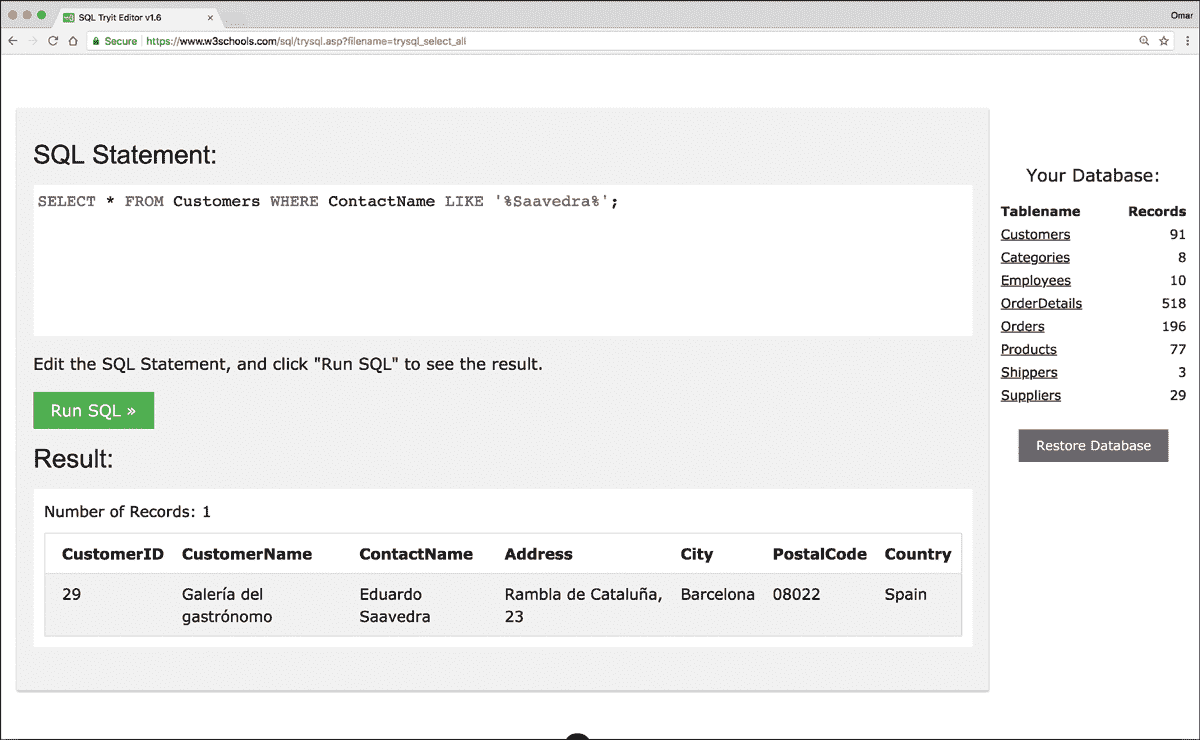 SQL Tryit Editor v1.6
Omar
Secure https://www.w3schools.com/sql/trysql.asp?filename=trysql_select_all
SQL Statement:
SELECT * FROM Customers WHERE ContactName LIKE '%Saavedra%';
Edit the SQL Statement, and click "Run SQL" to see the result.
Run SQL »
Result:
Number of Records: 1
CustomerID CustomerName ContactName Address City PostalCode Country
29 Galería del Eduardo Rambla de Cataluña, Barcelona 08022 Spain
gastrónomo Saavedra 23
Your Database:
Tablename Records
Customers 91
Categories 8
Employees 10
OrderDetails 518
Orders 196
Products 77
Shippers 3
Suppliers 29
Restore Database